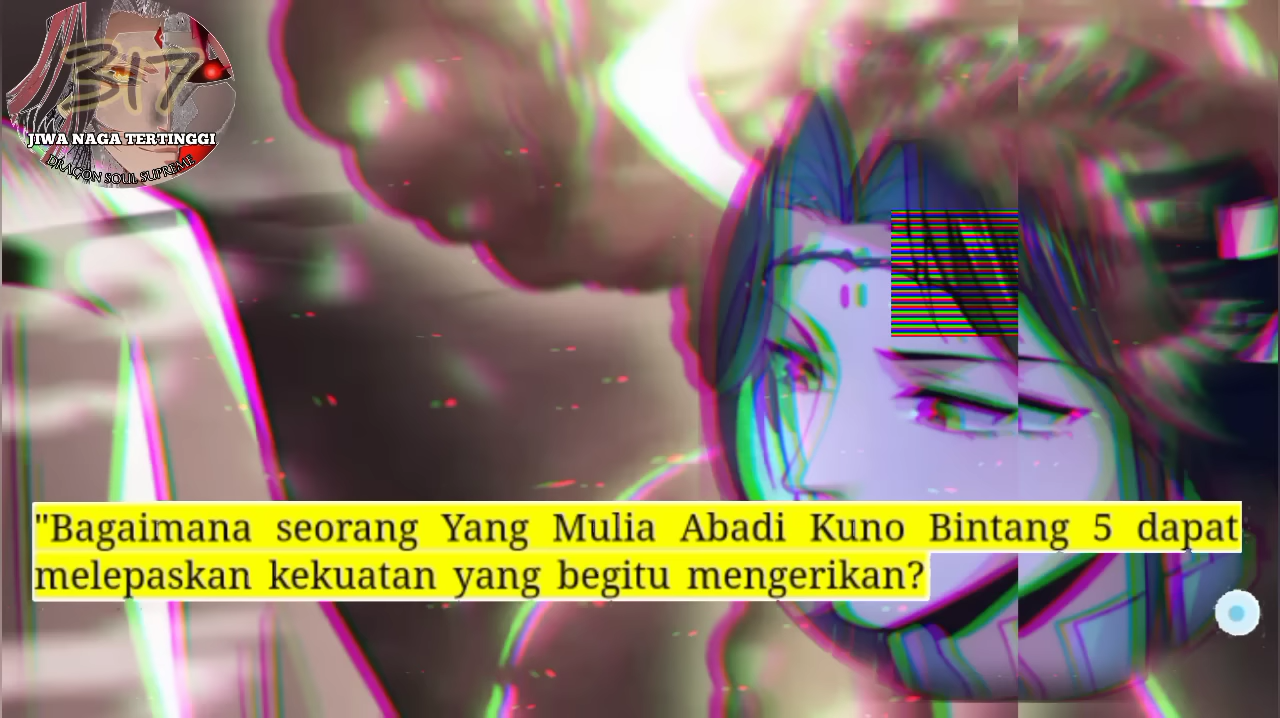 317
JIWA NAGA TERTINGGI
DRAGON SOUL SUPREME
"Bagaimana seorang Yang Mulia Abadi Kuno Bintang 5 dapat
melepaskan kekuatan yang begitu mengerikan?